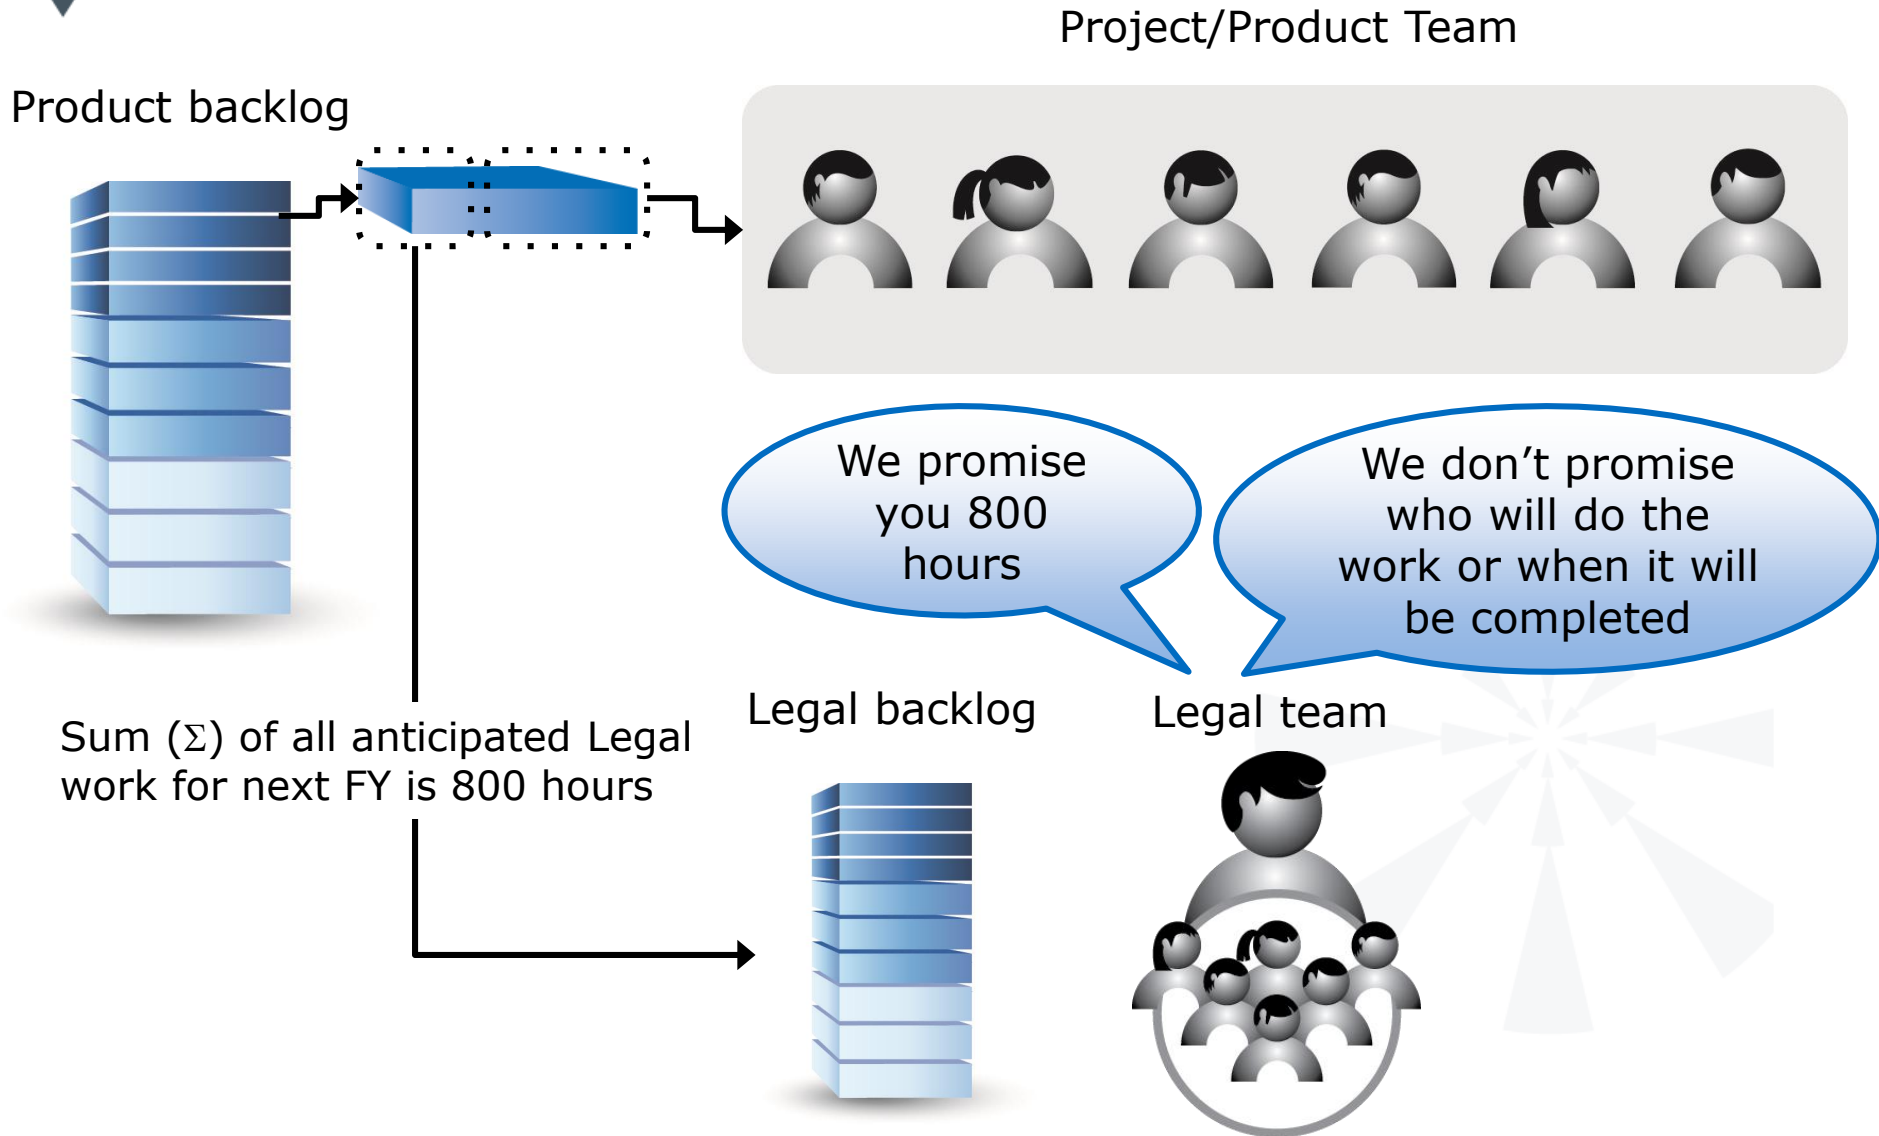 Project/Product Team
Product backlog
We promise
you 800
hours
We don’t promise
who will do the
work or when it will
be completed
Legal backlog
Legal team
Sum (Σ) of all anticipated Legal
work for next FY is 800 hours